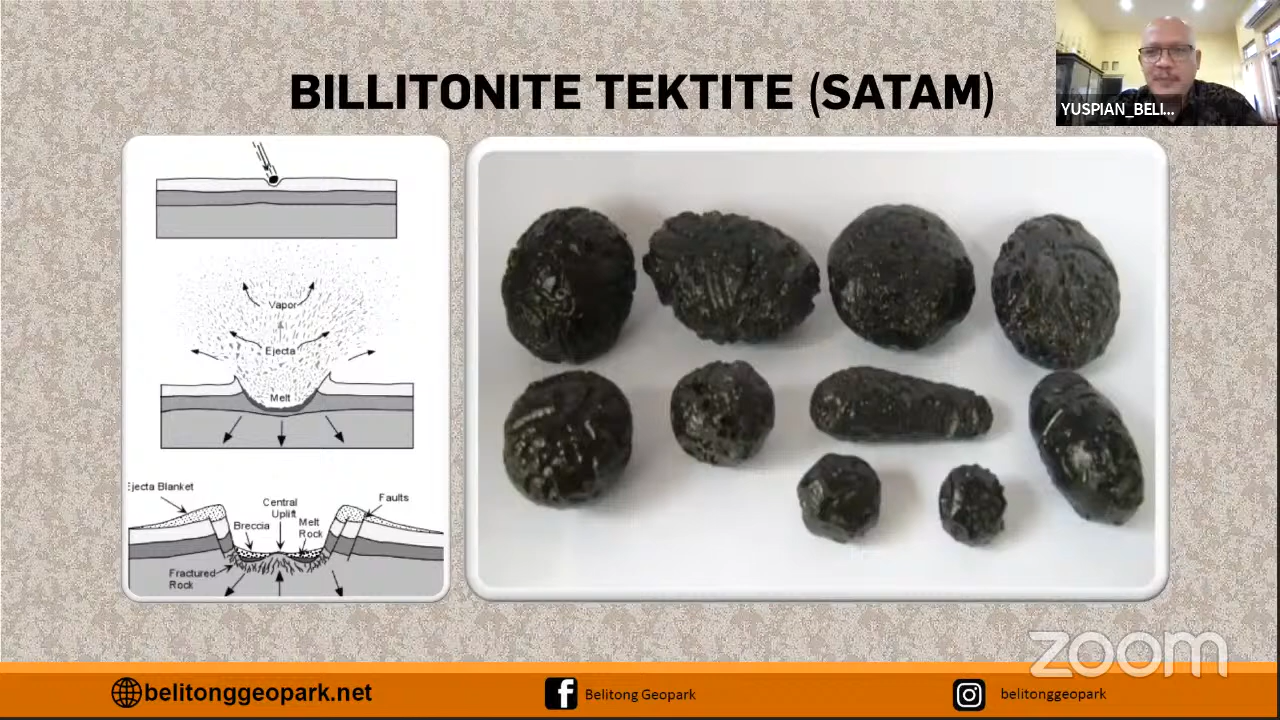 BILLITONITE TEKTITE (SATAM)
YUSPIAN_BELI...
Vapor
Ejecta
Melt
Ejecta Blanket
Central
Uplift
Faults
Breccia
Melt
Rock
Fractured
Rock
zoom
belitonggeopark.net
Belitong Geopark
belitonggeopark